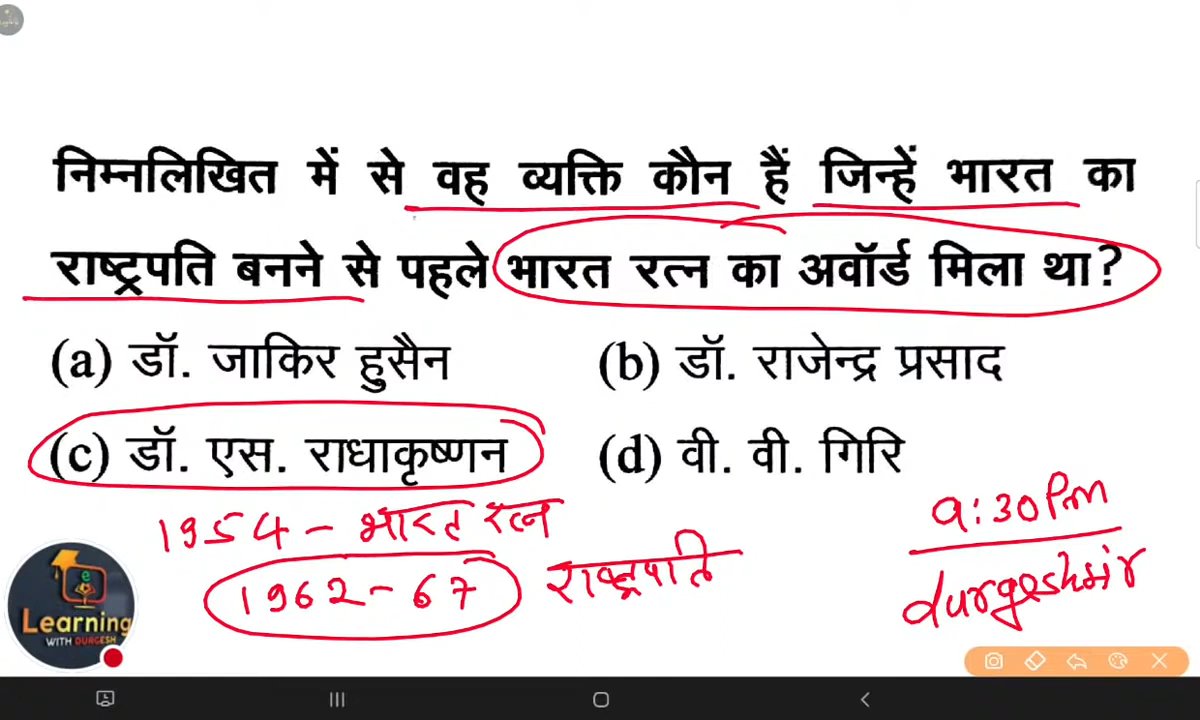 निम्नलिखित में से वह व्यक्ति कौन हैं जिन्हें भारत का
राष्ट्रपति बनने से पहले भारत रत्न का अवॉर्ड मिला था?
(a) डॉ. जाकिर हुसैन (b) डॉ. राजेन्द्र प्रसाद
(c) डॉ. एस. राधाकृष्णन (d) वी. वी. गिरि
1954 - भारत रत्न
1962 - 67 राष्ट्रपति
9:30 Pm
durgeshsir
e
Learning
WITH DURGESH